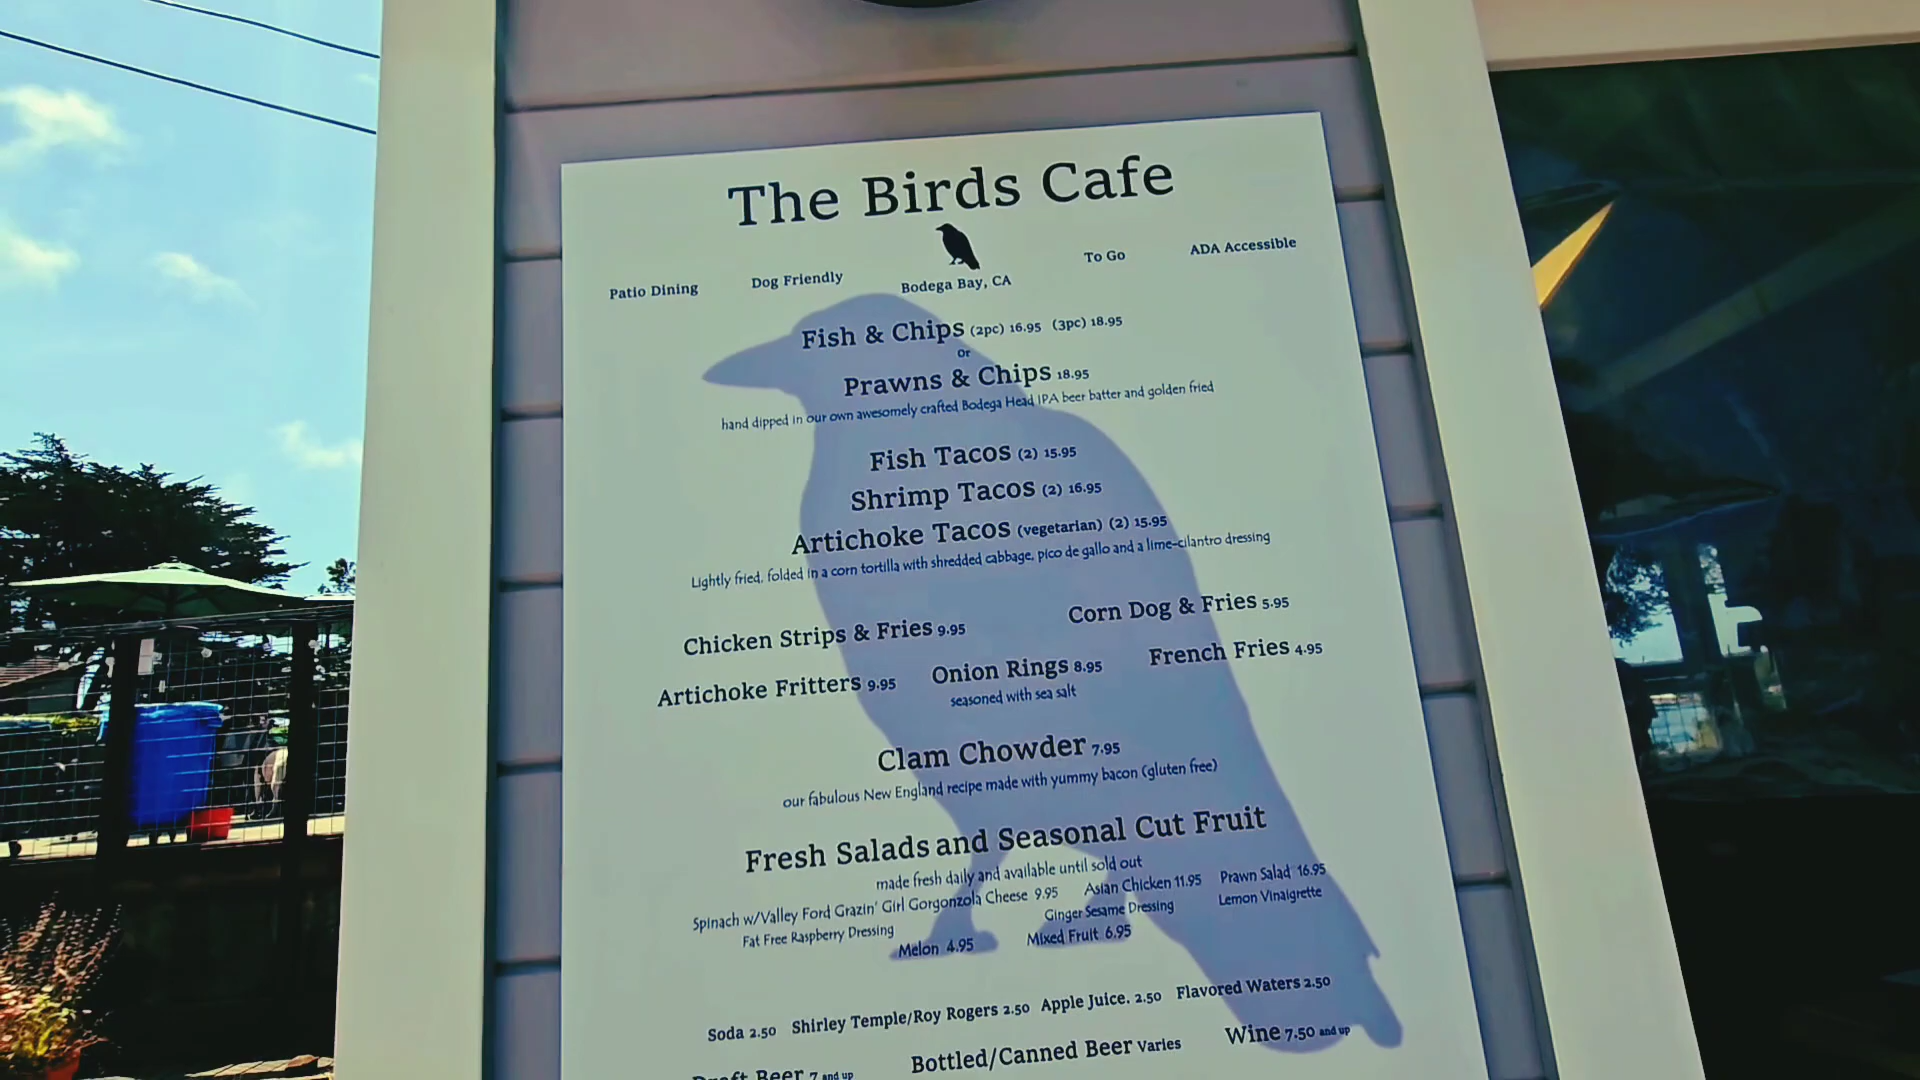 The Birds Cafe
Patio Dining Dog Friendly Bodega Bay, CA To Go ADA Accessible
Fish & Chips (2pc) 16.95 (3pc) 18.95
or
Prawns & Chips 18.95
hand dipped in our own awesomely crafted Bodega Head IPA beer batter and golden fried
Fish Tacos (2) 15.95
Shrimp Tacos (2) 16.95
Artichoke Tacos (vegetarian) (2) 15.95
Lightly fried, folded in a corn tortilla with shredded cabbage, pico de gallo and a lime-cilantro dressing
Chicken Strips & Fries 9.95 Corn Dog & Fries 5.95
Artichoke Fritters 9.95 Onion Rings 8.95 French Fries 4.95
seasoned with sea salt
Clam Chowder 7.95
our fabulous New England recipe made with yummy bacon (gluten free)
Fresh Salads and Seasonal Cut Fruit
made fresh daily and available until sold out
Spinach w/Valley Ford Grazin' Girl Gorgonzola Cheese 9.95 Asian Chicken 11.95 Prawn Salad 16.95
Fat Free Raspberry Dressing Ginger Sesame Dressing Lemon Vinaigrette
Melon 4.95 Mixed Fruit 6.95
Soda 2.50 Shirley Temple/Roy Rogers 2.50 Apple Juice. 2.50 Flavored Waters 2.50
Draft Beer 7 and up Bottled/Canned Beer Varies Wine 7.50 and up